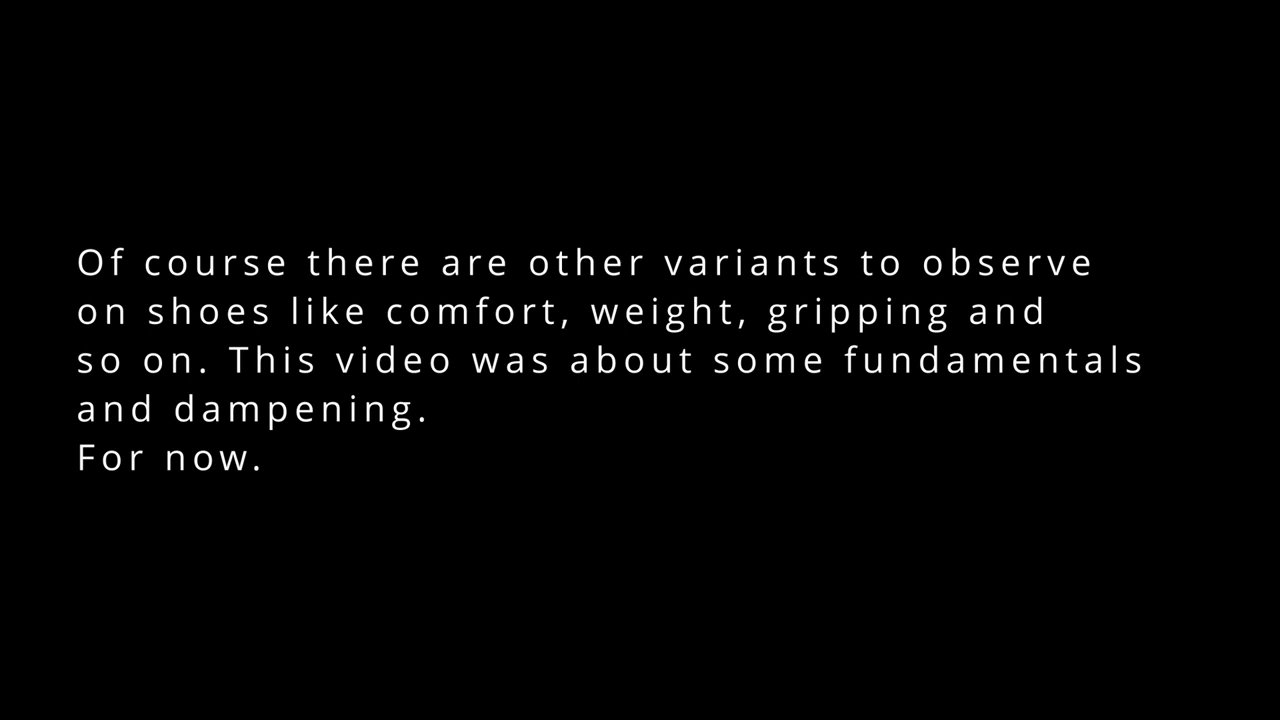 Of course there are other variants to observe
on shoes like comfort, weight, gripping and
so on. This video was about some fundamentals
and dampening.
For now.